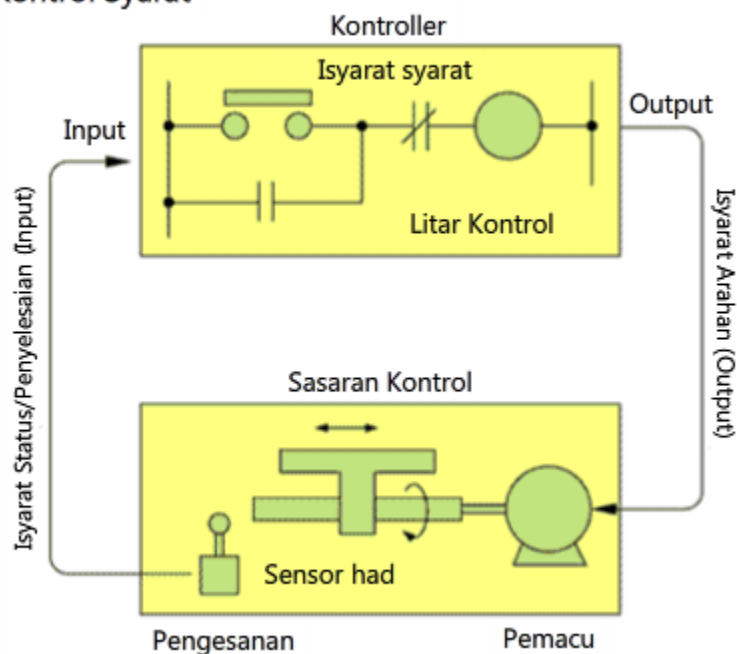 Kontroller
Isyarat syarat
Input
Output
Litar Kontrol
Isyarat Status/Penyelesaian (Input)
Isyarat Arahan (Output)
Sasaran Kontrol
Sensor had
Pengesanan
Pemacu